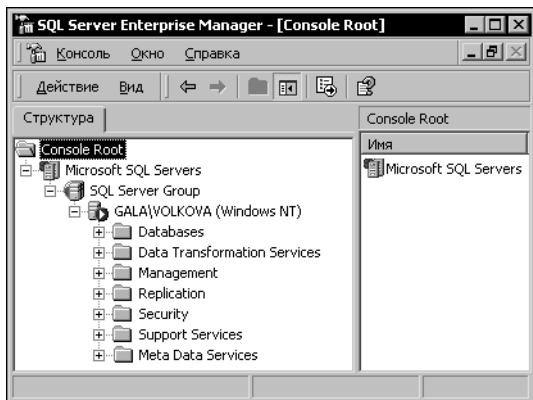 SQL Server Enterprise Manager - [Console Root]
Консоль Окно Справка
Действие Вид
Структура
Console Root
Console Root
Имя
Microsoft SQL Servers
Microsoft SQL Servers
SQL Server Group
GALA\VOLKOVA (Windows NT)
Databases
Data Transformation Services
Management
Replication
Security
Support Services
Meta Data Services